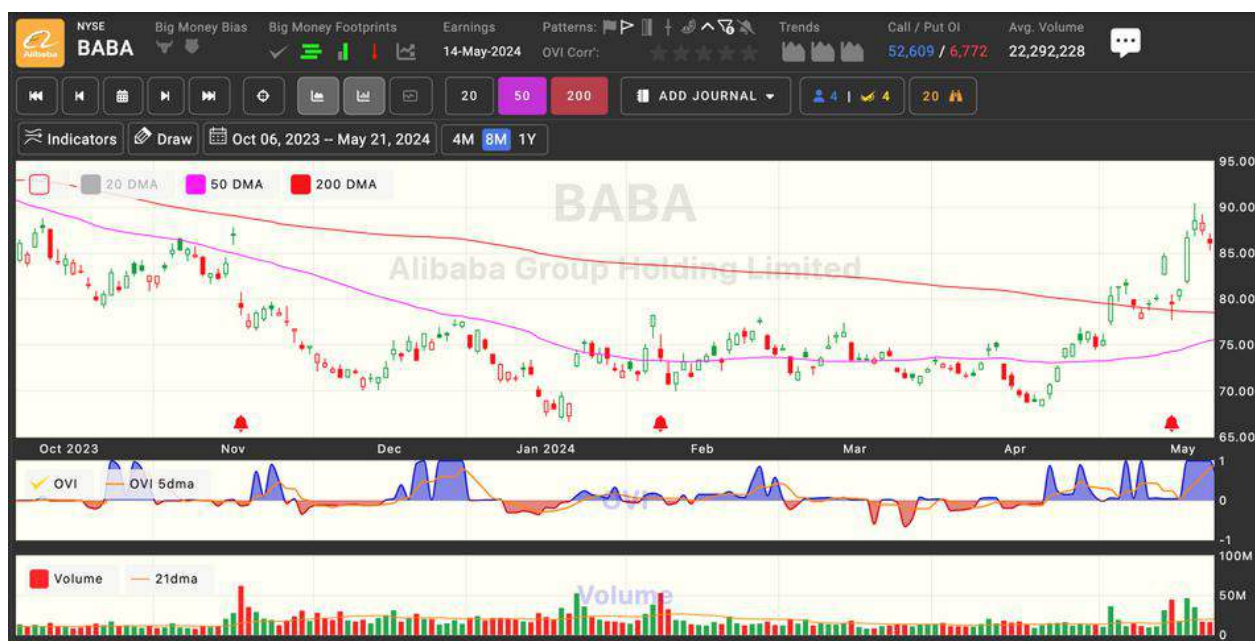 NYSE
BABA
Alibaba
Big Money Bias
Big Money Footprints
Earnings
14-May-2024
Patterns:
OVI Corr':
Trends
Call / Put OI
52,609 / 6,772
Avg. Volume
22,292,228
20 50 200 ADD JOURNAL 4 | 4 20
Indicators Draw Oct 06, 2023 – May 21, 2024 4M 8M 1Y
20 DMA 50 DMA 200 DMA
BABA
Alibaba Group Holding Limited
95.00
90.00
85.00
80.00
75.00
70.00
65.00
Oct 2023 Nov Dec Jan 2024 Feb Mar Apr May
OVI OVI 5dma
OVI
1
0
-1
Volume 21dma
Volume
100M
50M
0